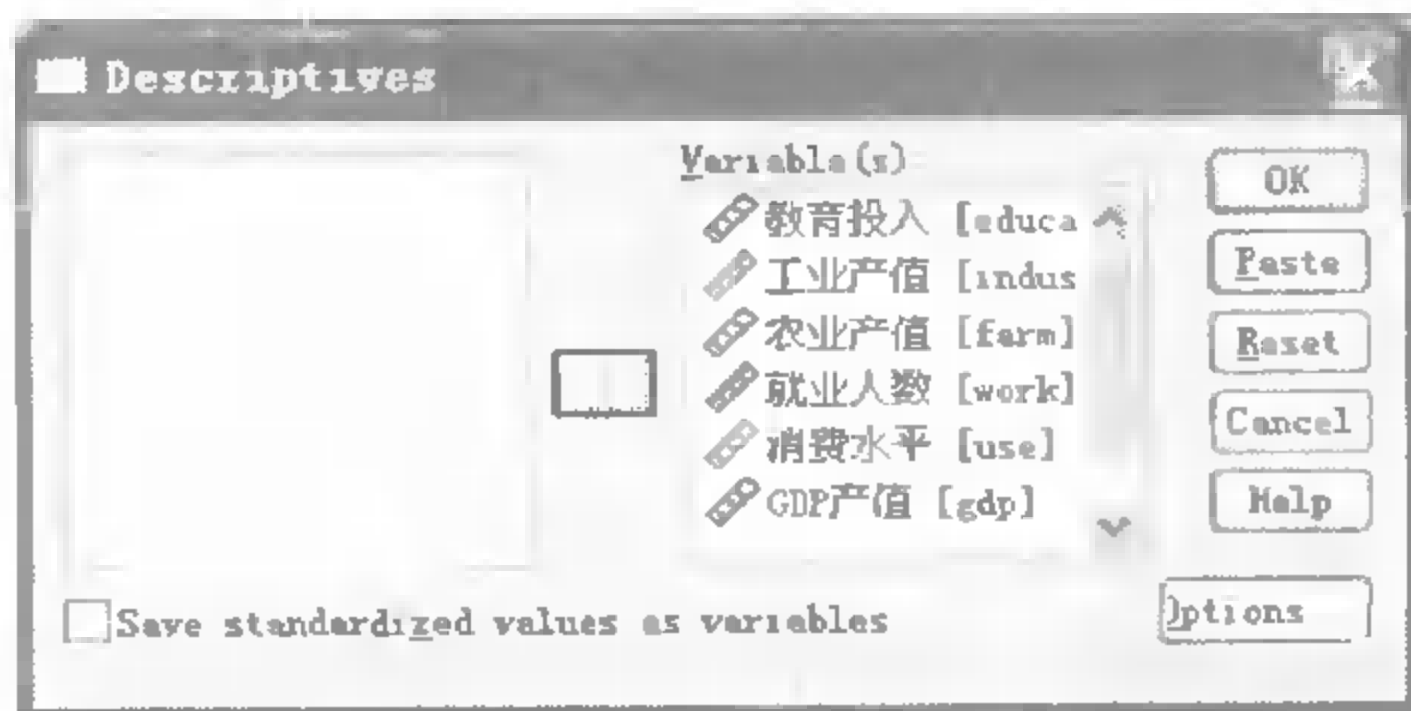 Descriptives
Variable(s)
教育投入 [educa
工业产值 [indus
农业产值 [farm]
就业人数 [work]
消费水平 [use]
GDP产值 [gdp]
OK
Paste
Reset
Cancel
Help
Save standardized values as variables
Options